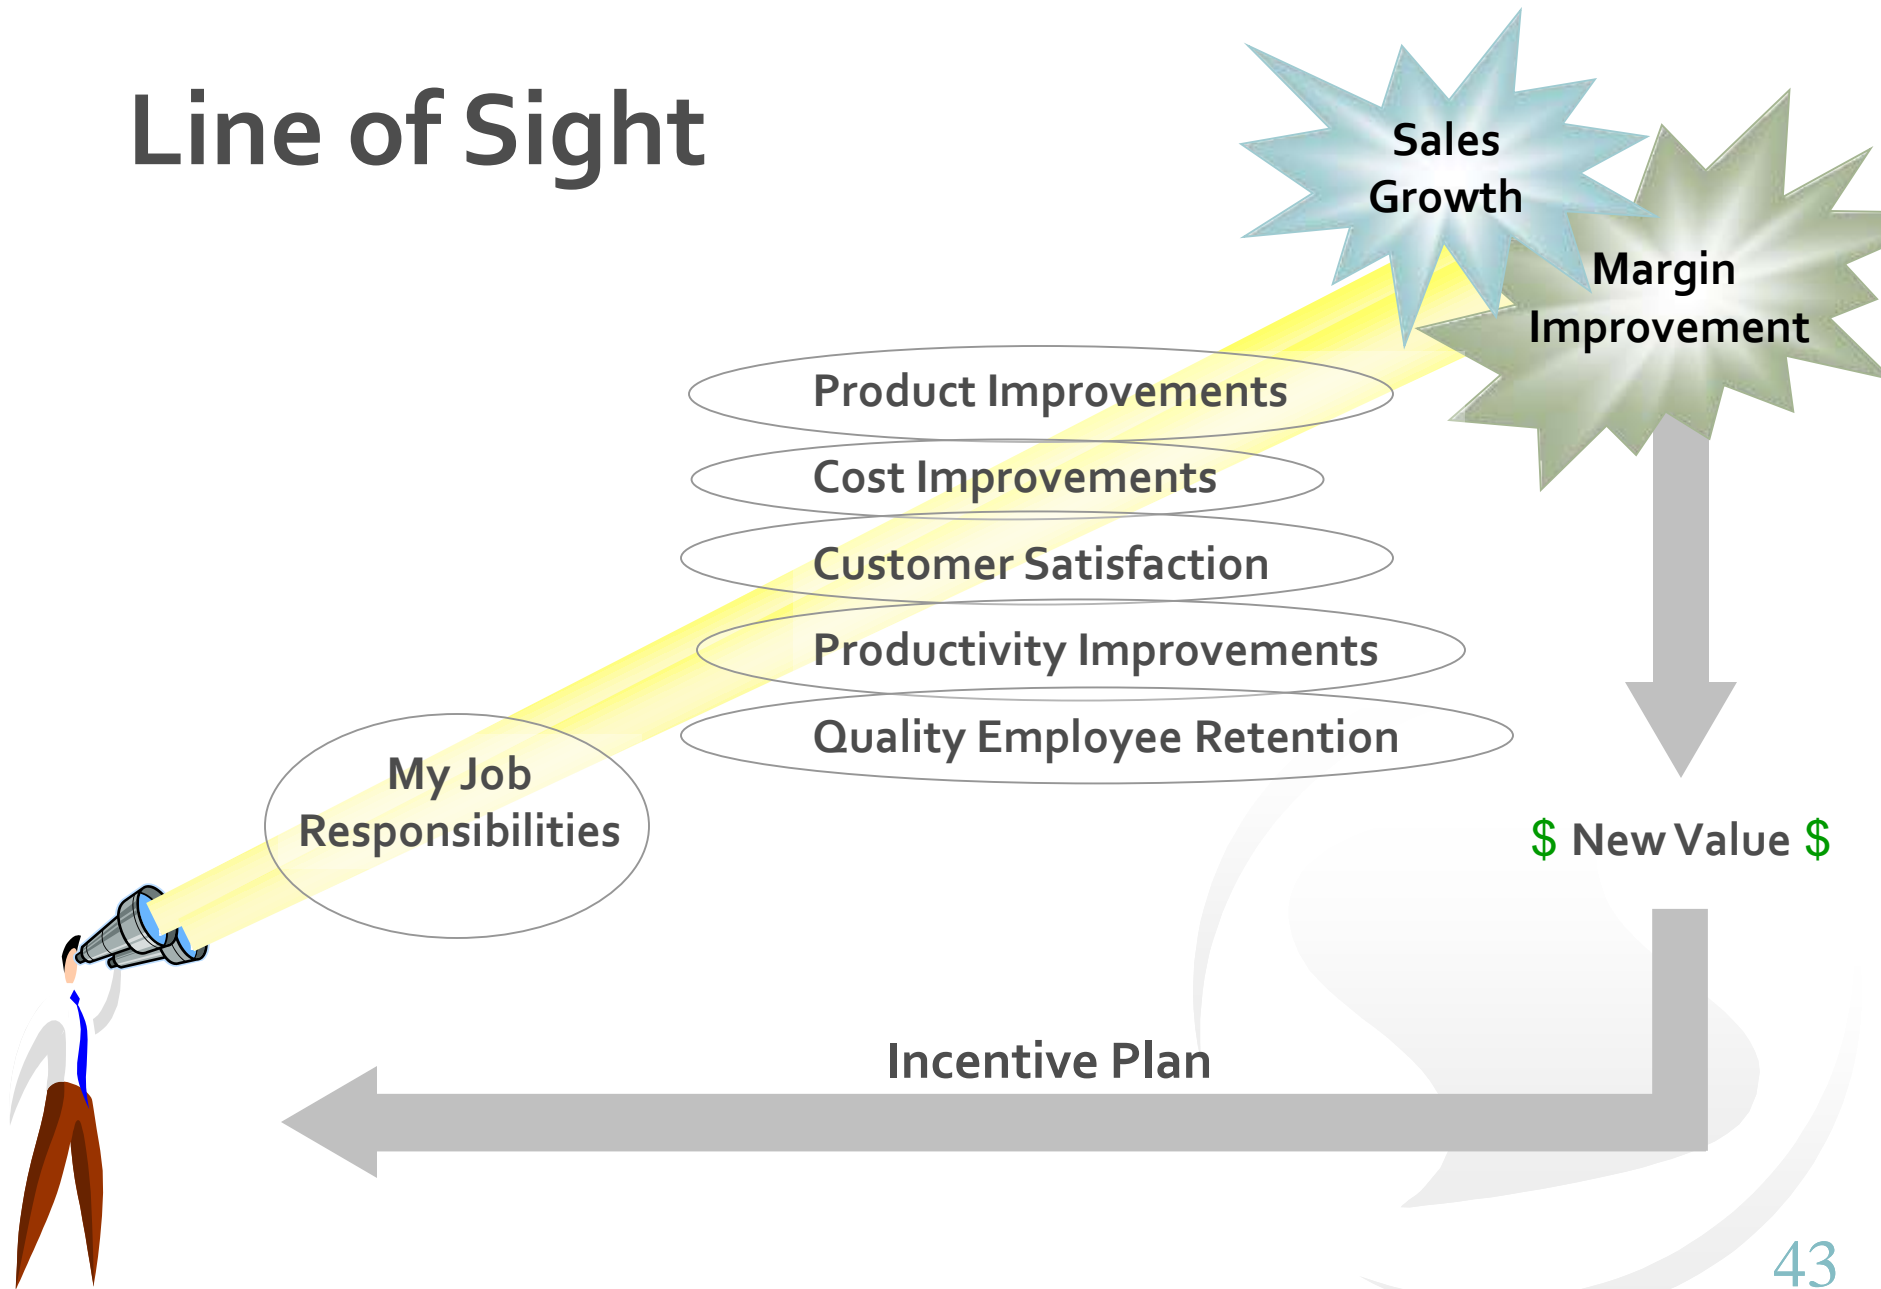 Line of Sight
Sales
Growth
Margin
Improvement
Product Improvements
Cost Improvements
Customer Satisfaction
Productivity Improvements
Quality Employee Retention
My Job
Responsibilities
$ New Value $
Incentive Plan
43